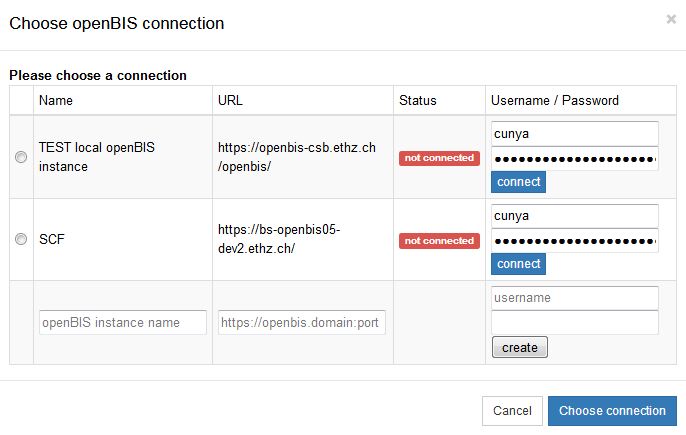 Choose openBIS connection
×
Please choose a connection
Name URL Status Username / Password
TEST local openBIS
instance
https://openbis-csb.ethz.ch
/openbis/
not connected
cunya
••••••••••••••••••••••••
connect
SCF
https://bs-openbis05-
dev2.ethz.ch/
not connected
cunya
••••••••••••••••••••••••
connect
openBIS instance name
https://openbis.domain:port
username
create
Cancel Choose connection